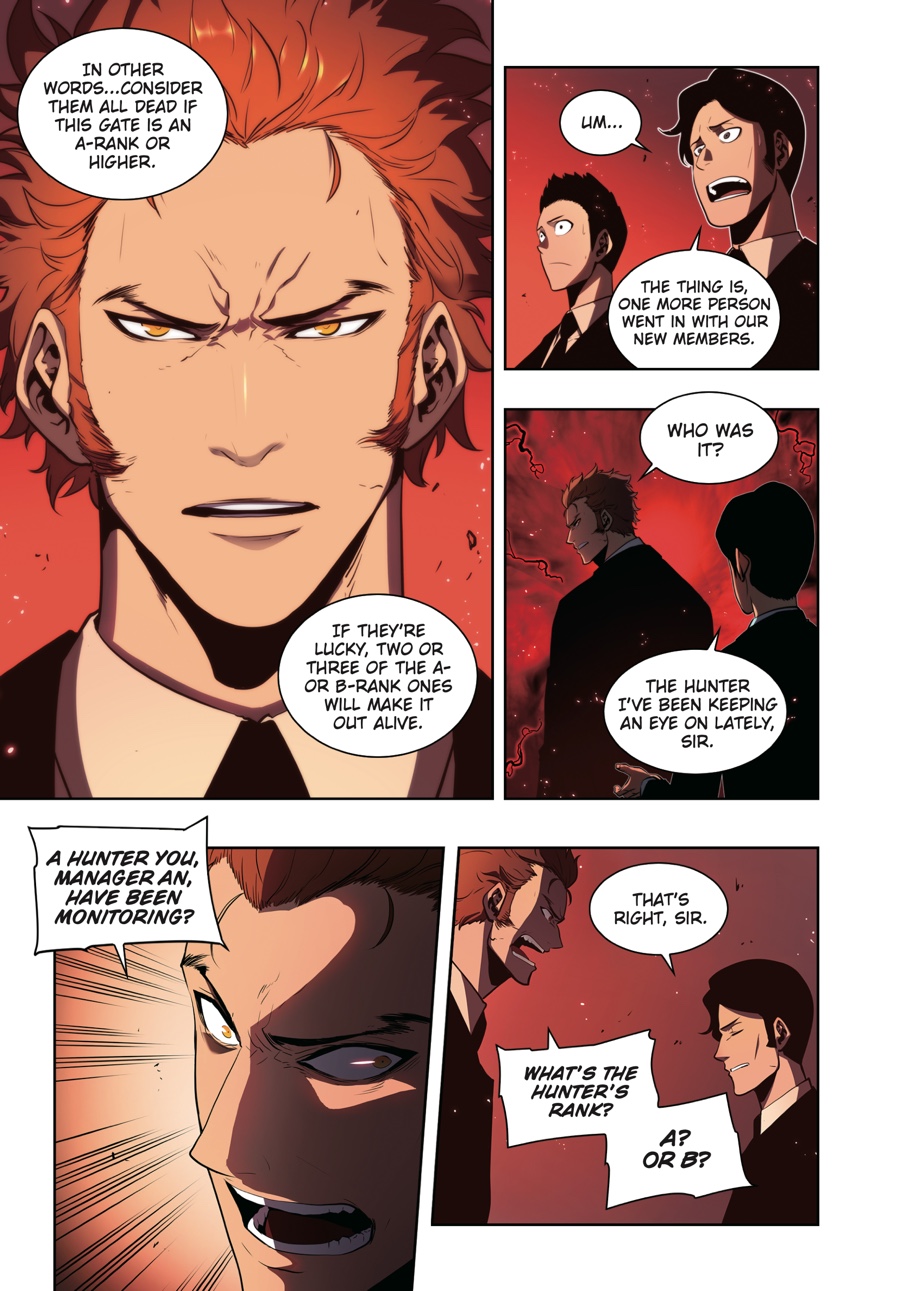 IN OTHER
WORDS...CONSIDER
THEM ALL DEAD IF
THIS GATE IS AN
A-RANK OR
HIGHER.
IF THEY'RE
LUCKY, TWO OR
THREE OF THE A-
OR B-RANK ONES
WILL MAKE IT
OUT ALIVE.
UM...
THE THING IS,
ONE MORE PERSON
WENT IN WITH OUR
NEW MEMBERS.
WHO WAS
IT?
THE HUNTER
I'VE BEEN KEEPING
AN EYE ON LATELY,
SIR.
A HUNTER YOU,
MANAGER AN,
HAVE BEEN
MONITORING?
THAT'S
RIGHT, SIR.
WHAT'S THE
HUNTER'S
RANK?
A?
OR B?